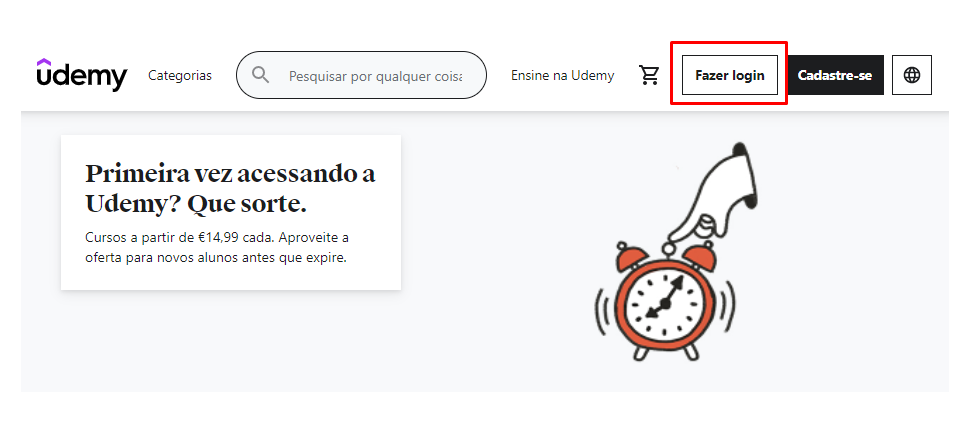 ûdemy Categorias Pesquisar por qualquer coisa Ensine na Udemy Fazer login Cadastre-se
Primeira vez acessando a
Udemy? Que sorte.
Cursos a partir de €14,99 cada. Aproveite a
oferta para novos alunos antes que expire.